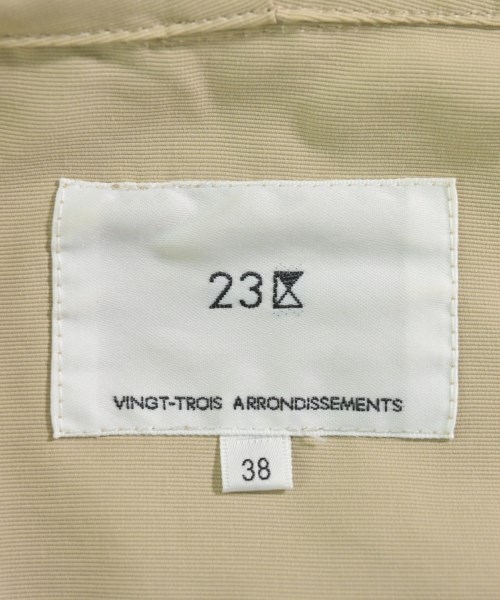 23区
VINGT-TROIS ARRONDISSEMENTS
38